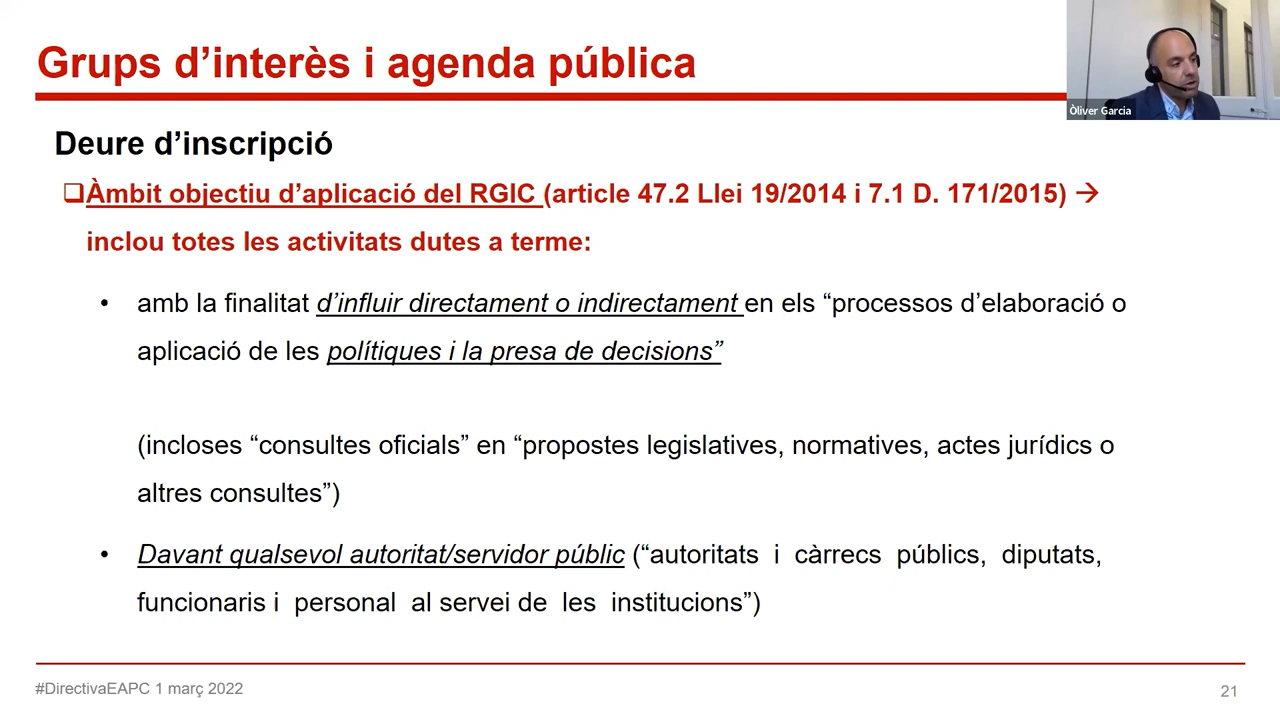 Grups d’interès i agenda pública
Òliver Garcia
Deure d’inscripció
❑Àmbit objectiu d’aplicació del RGIC (article 47.2 Llei 19/2014 i 7.1 D. 171/2015) →
inclou totes les activitats dutes a terme:
• amb la finalitat d’influir directament o indirectament en els “processos d’elaboració o
aplicació de les polítiques i la presa de decisions”
(incloses “consultes oficials” en “propostes legislatives, normatives, actes jurídics o
altres consultes”)
• Davant qualsevol autoritat/servidor públic (“autoritats i càrrecs públics, diputats,
funcionaris i personal al servei de les institucions”)
#DirectivaEAPC 1 març 2022
21